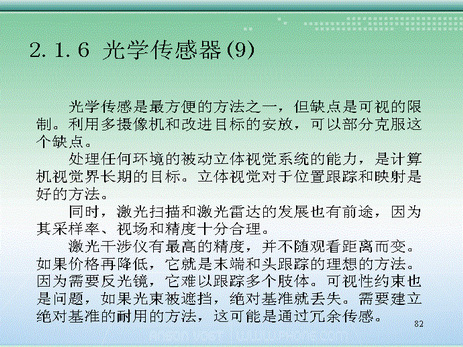 2.1.6 光学传感器(9)
光学传感是最方便的方法之一，但缺点是可视的限
制。利用多摄像机和改进目标的安放，可以部分克服这
个缺点。
处理任何环境的被动立体视觉系统的能力，是计算
机视觉界长期的目标。立体视觉对于位置跟踪和映射是
好的方法。
同时，激光扫描和激光雷达的发展也有前途，因为
其采样率、视场和精度十分合理。
激光干涉仪有最高的精度，并不随观看距离而变。
如果价格再降低，它就是末端和头跟踪的理想的方法。
因为需要反光镜，它难以跟踪多个肢体。可视性约束也
是问题，如果光束被遮挡，绝对基准就丢失。需要建立
绝对基准的耐用的方法，这可能是通过冗余传感。
82